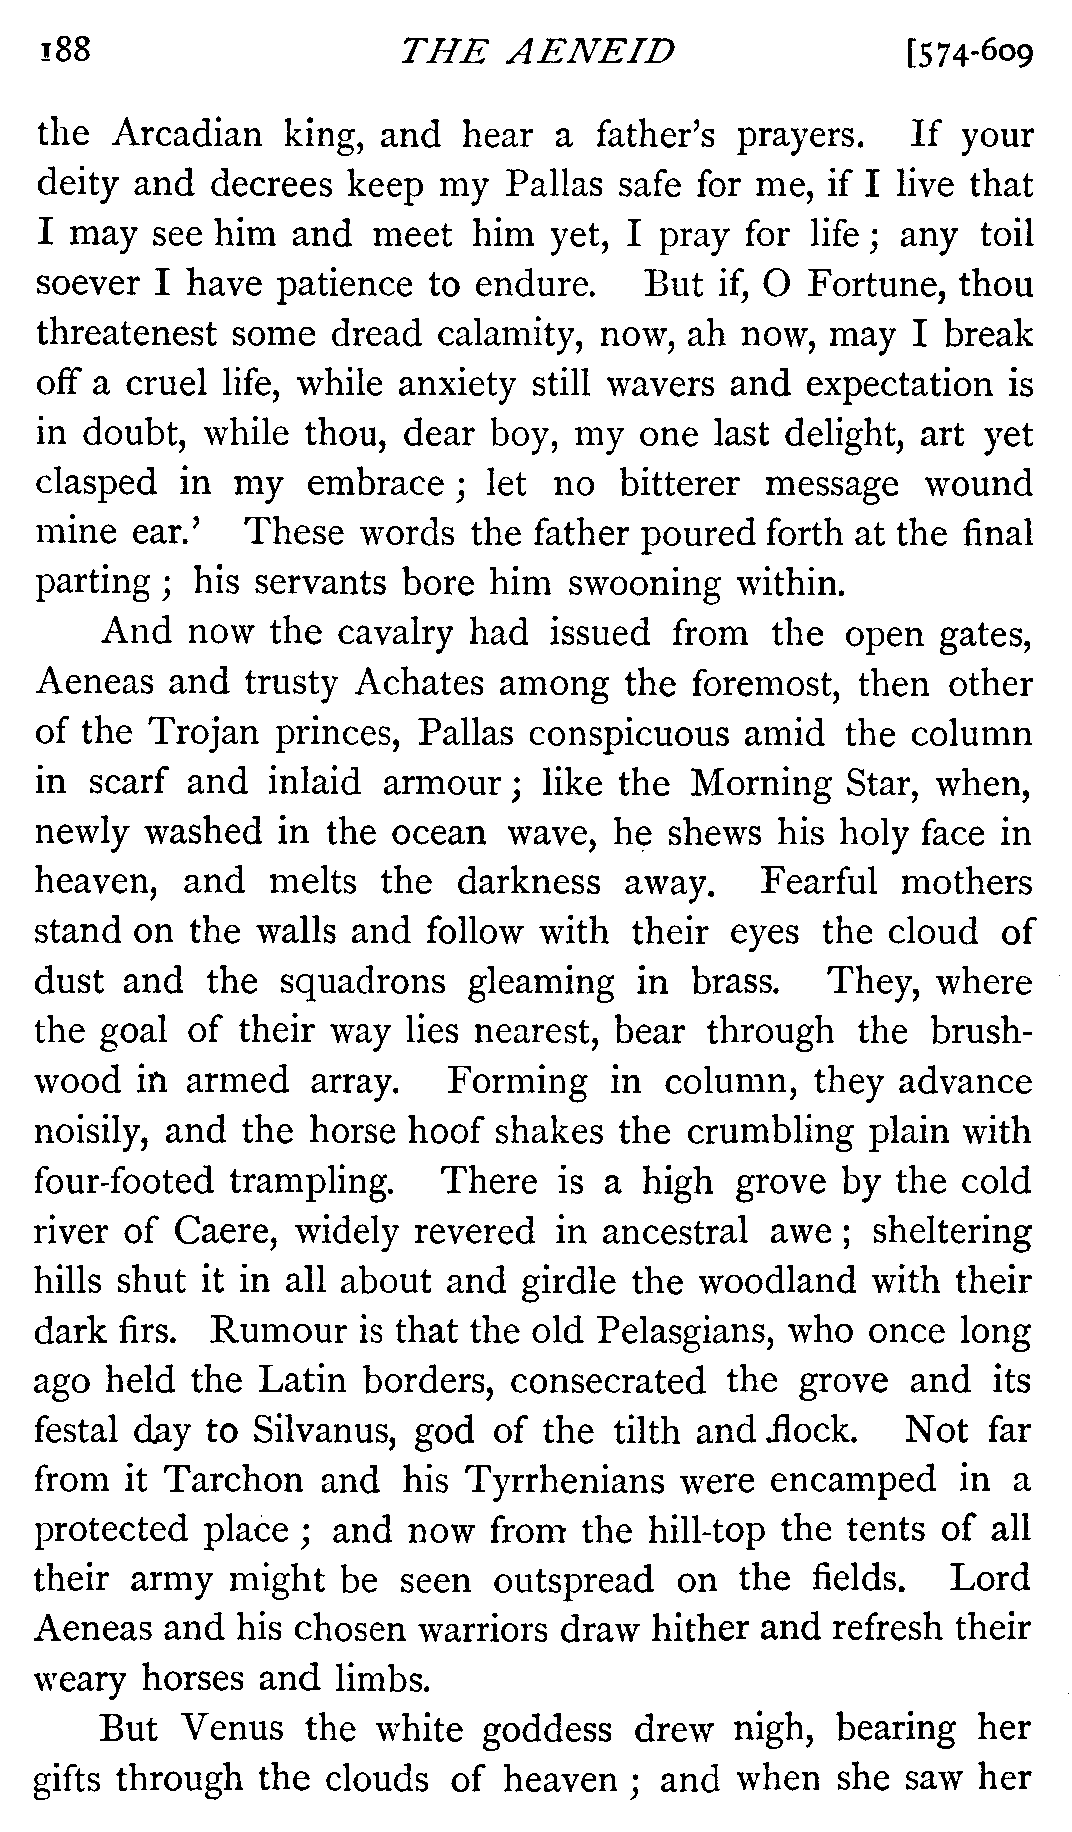 188 THE AENEID [574-609
the Arcadian king, and hear a father's prayers. If your
deity and decrees keep my Pallas safe for me, if I live that
I may see him and meet him yet, I pray for life ; any toil
soever I have patience to endure. But if, O Fortune, thou
threatenest some dread calamity, now, ah now, may I break
off a cruel life, while anxiety still wavers and expectation is
in doubt, while thou, dear boy, my one last delight, art yet
clasped in my embrace ; let no bitterer message wound
mine ear.' These words the father poured forth at the final
parting ; his servants bore him swooning within.
And now the cavalry had issued from the open gates,
Aeneas and trusty Achates among the foremost, then other
of the Trojan princes, Pallas conspicuous amid the column
in scarf and inlaid armour ; like the Morning Star, when,
newly washed in the ocean wave, he shews his holy face in
heaven, and melts the darkness away. Fearful mothers
stand on the walls and follow with their eyes the cloud of
dust and the squadrons gleaming in brass. They, where
the goal of their way lies nearest, bear through the brush-
wood in armed array. Forming in column, they advance
noisily, and the horse hoof shakes the crumbling plain with
four-footed trampling. There is a high grove by the cold
river of Caere, widely revered in ancestral awe ; sheltering
hills shut it in all about and girdle the woodland with their
dark firs. Rumour is that the old Pelasgians, who once long
ago held the Latin borders, consecrated the grove and its
festal day to Silvanus, god of the tilth and flock. Not far
from it Tarchon and his Tyrrhenians were encamped in a
protected place ; and now from the hill-top the tents of all
their army might be seen outspread on the fields. Lord
Aeneas and his chosen warriors draw hither and refresh their
weary horses and limbs.
But Venus the white goddess drew nigh, bearing her
gifts through the clouds of heaven ; and when she saw her